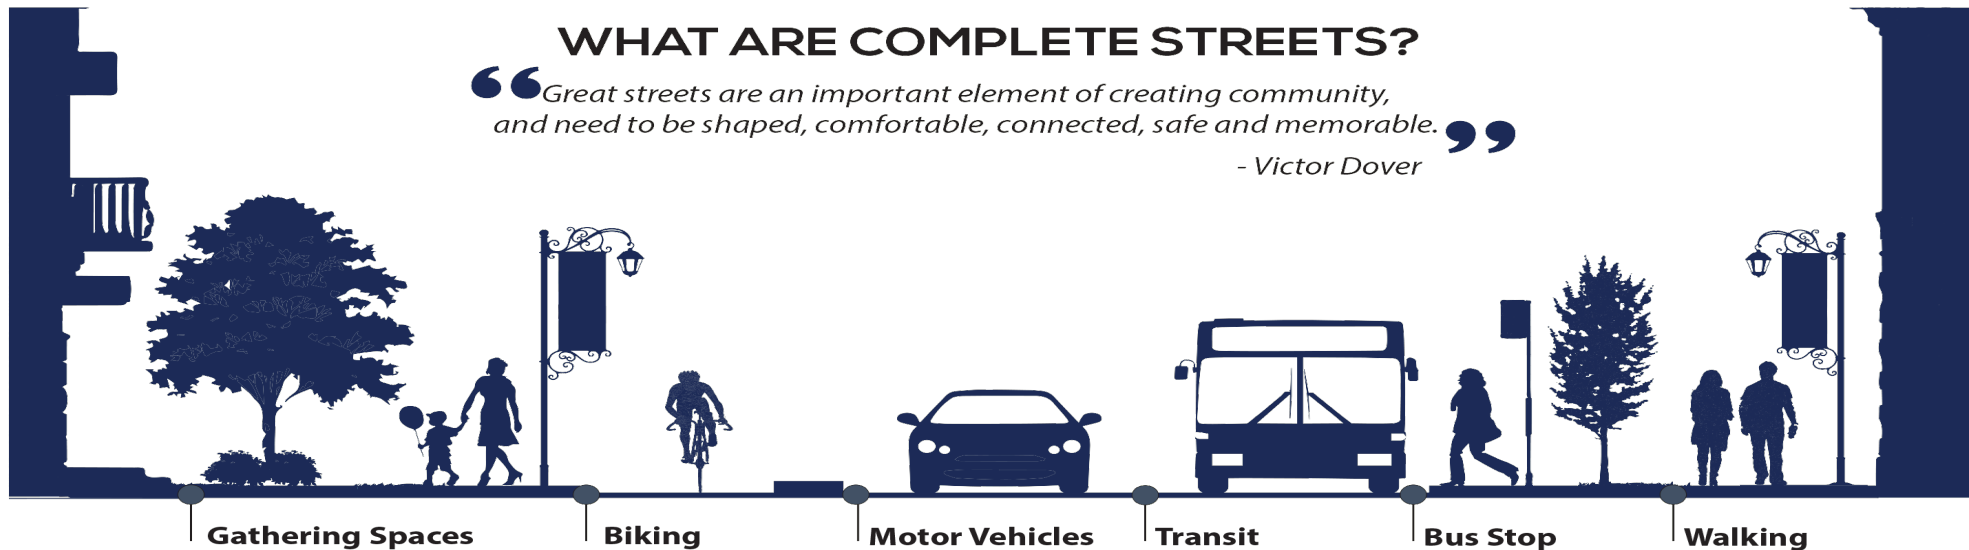 WHAT ARE COMPLETE STREETS?
“Great streets are an important element of creating community,
and need to be shaped, comfortable, connected, safe and memorable.”
- Victor Dover
Gathering Spaces
Biking
Motor Vehicles
Transit
Bus Stop
Walking